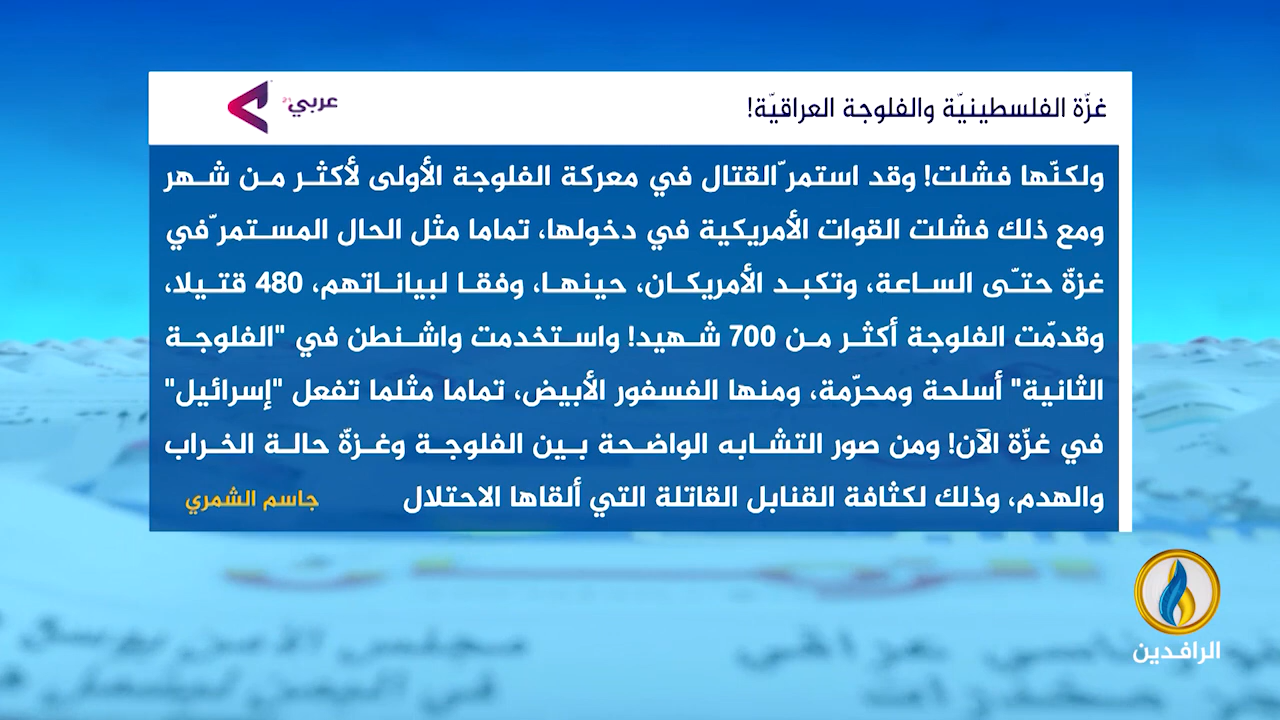 غزّة الفلسطينيّة والفلوجة العراقيّة!
عربي21
ولكنّها فشلت! وقد استمرّ القتال في معركة الفلوجة الأولى لأكثر من شهر
ومع ذلك فشلت القوات الأمريكية في دخولها، تماما مثل الحال المستمرّ في
غزّة حتّى الساعة، وتكبد الأمريكان، حينها، وفقا لبياناتهم، 480 قتيلا،
وقدمّت الفلوجة أكثر من 700 شهيد! واستخدمت واشنطن في "الفلوجة
الثانية" أسلحة ومحرّمة، ومنها الفسفور الأبيض، تماما مثلما تفعل "إسرائيل"
في غزّة الآن! ومن صور التشابه الواضحة بين الفلوجة وغزّة حالة الخراب
والهدم، وذلك لكثافة القنابل القاتلة التي ألقاها الاحتلال
جاسم الشمري
الرافدين
مجلس الأمن يوسع